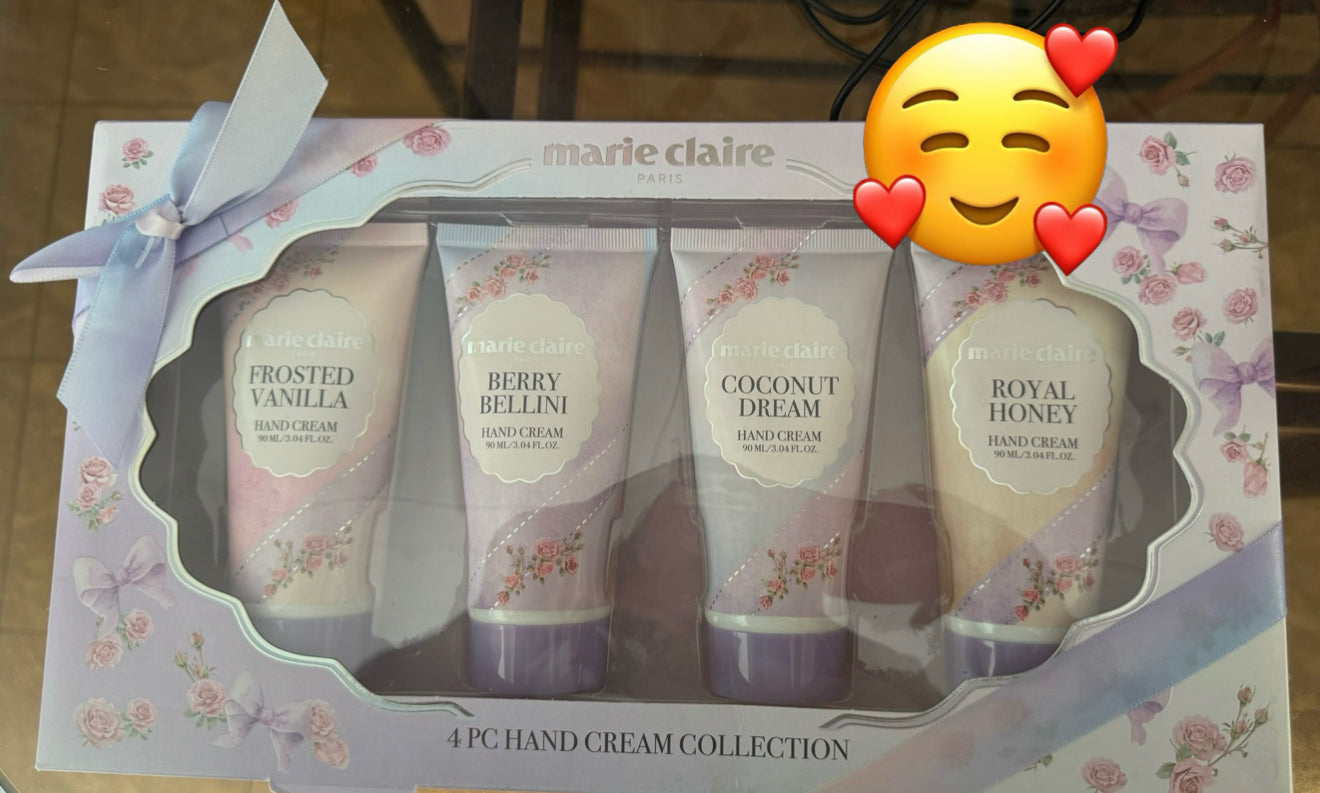 marie claire
PARIS
marie claire
PARIS
FROSTED
VANILLA
HAND CREAM
90 ML/3.04 FL.OZ.
marie claire
PARIS
BERRY
BELLINI
HAND CREAM
90 ML/3.04 FL.OZ.
marie claire
PARIS
COCONUT
DREAM
HAND CREAM
90 ML/3.04 FL.OZ.
marie claire
ROYAL
HONEY
HAND CREAM
90 ML/3.04 FL.OZ.
4 PC HAND CREAM COLLECTION